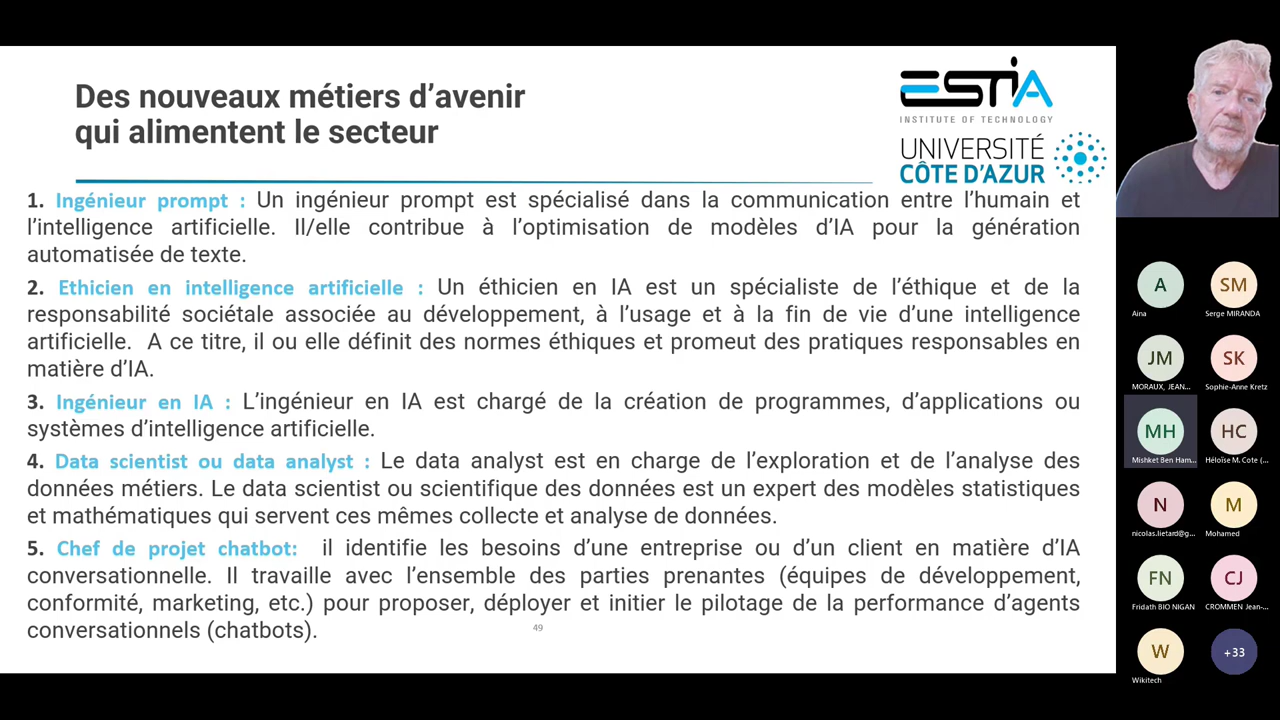 Des nouveaux métiers d’avenir
qui alimentent le secteur
ESTIA
INSTITUTE OF TECHNOLOGY
UNIVERSITÉ
CÔTE D’AZUR
1. Ingénieur prompt : Un ingénieur prompt est spécialisé dans la communication entre l’humain et
l’intelligence artificielle. Il/elle contribue à l’optimisation de modèles d’IA pour la génération
automatisée de texte.
2. Ethicien en intelligence artificielle : Un éthicien en IA est un spécialiste de l’éthique et de la
responsabilité sociétale associée au développement, à l’usage et à la fin de vie d’une intelligence
artificielle. A ce titre, il ou elle définit des normes éthiques et promeut des pratiques responsables en
matière d’IA.
3. Ingénieur en IA : L’ingénieur en IA est chargé de la création de programmes, d’applications ou
systèmes d’intelligence artificielle.
4. Data scientist ou data analyst : Le data analyst est en charge de l’exploration et de l’analyse des
données métiers. Le data scientist ou scientifique des données est un expert des modèles statistiques
et mathématiques qui servent ces mêmes collecte et analyse de données.
5. Chef de projet chatbot: il identifie les besoins d’une entreprise ou d’un client en matière d’IA
conversationnelle. Il travaille avec l’ensemble des parties prenantes (équipes de développement,
conformité, marketing, etc.) pour proposer, déployer et initier le pilotage de la performance d’agents
conversationnels (chatbots).
49
A
SM
Aina
Serge MIRANDA
JM
SK
MORAUX, JEAN...
Sophie-Anne Kretz
MH
HC
Mishket Ben Ham...
Héloïse M. Cote (...
N
M
nicolas.lietard@g...
Mohamed
FN
CJ
Fridath BIO NIGAN
CROMMEN Jean-...
W
+33
Wikitech